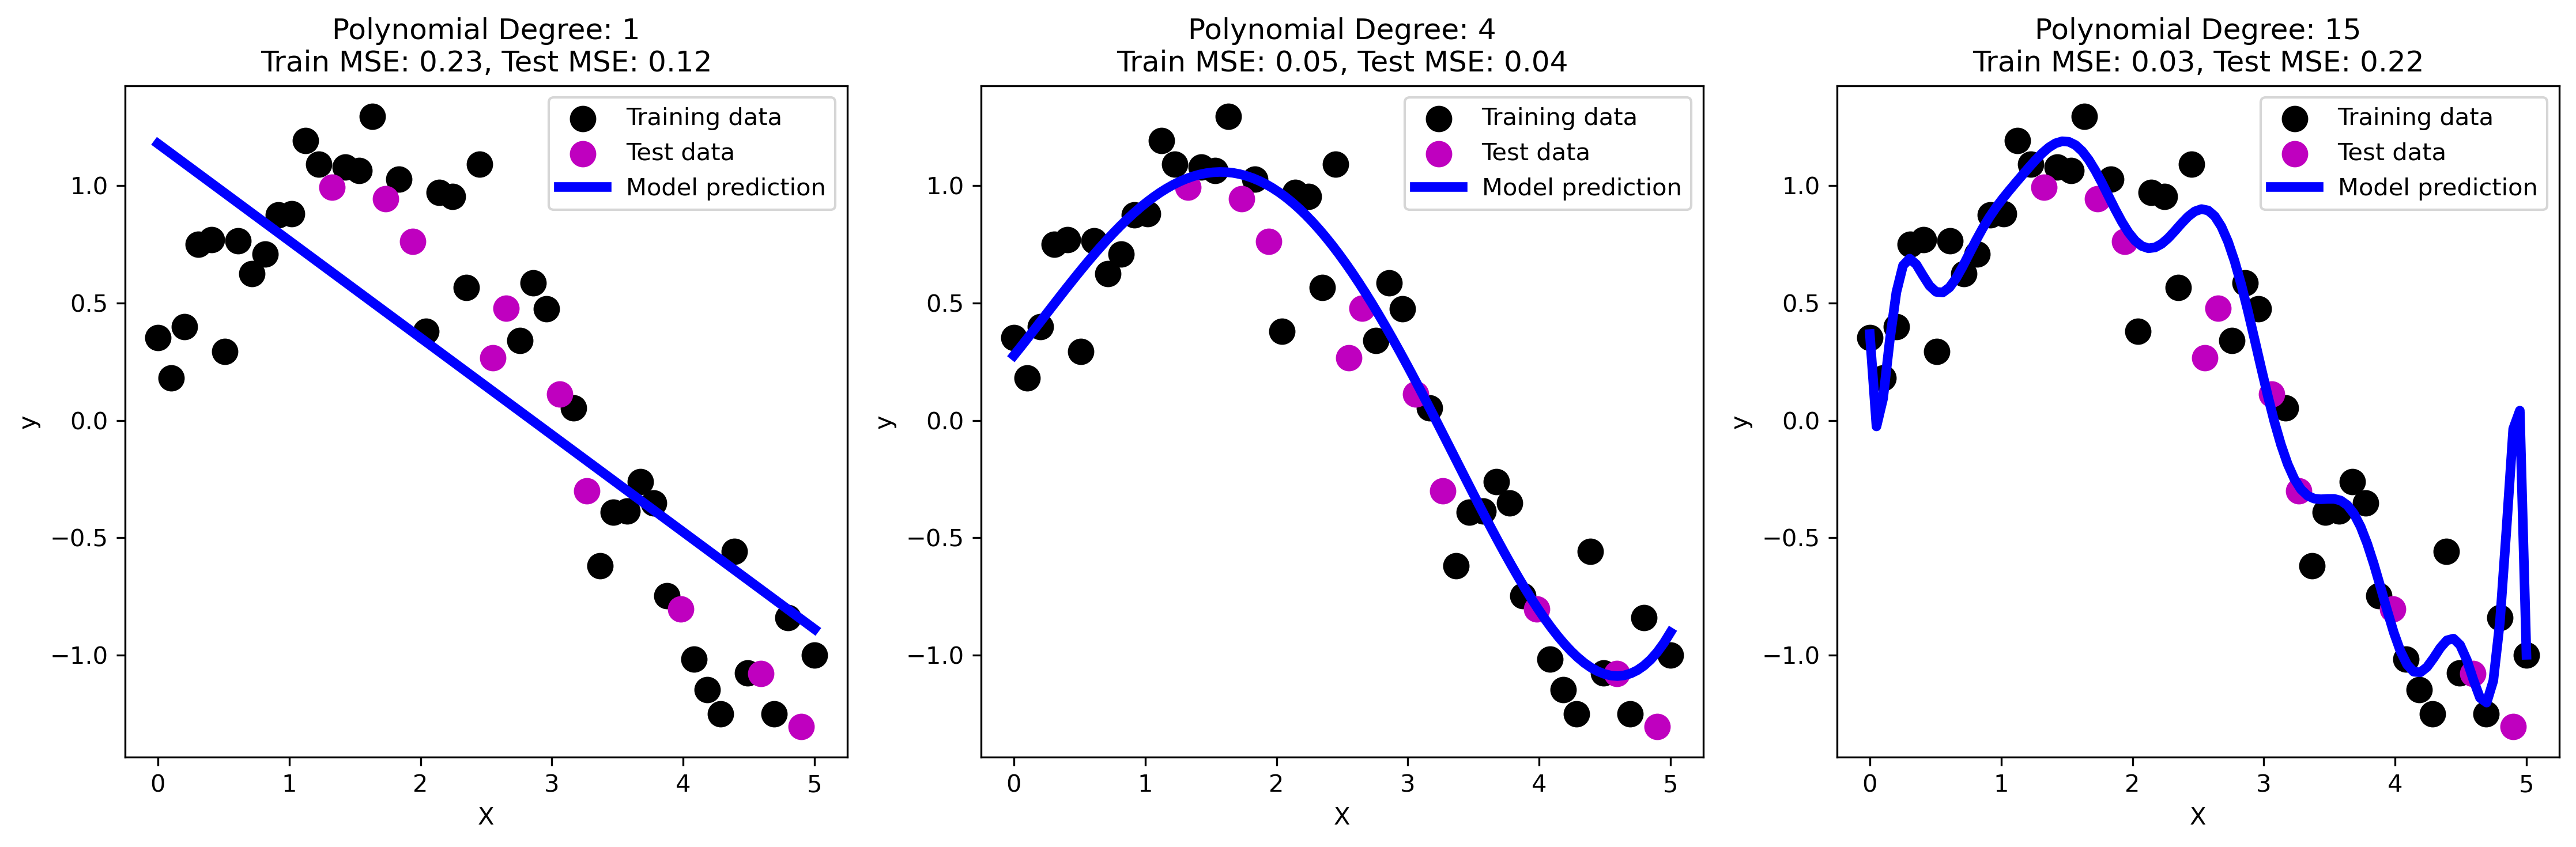 Polynomial Degree: 1
Train MSE: 0.23, Test MSE: 0.12
Training data
Test data
Model prediction
1.0
0.5
0.0
−0.5
−1.0
y
0 1 2 3 4 5
X
Polynomial Degree: 4
Train MSE: 0.05, Test MSE: 0.04
Training data
Test data
Model prediction
1.0
0.5
0.0
−0.5
−1.0
y
0 1 2 3 4 5
X
Polynomial Degree: 15
Train MSE: 0.03, Test MSE: 0.22
Training data
Test data
Model prediction
1.0
0.5
0.0
−0.5
−1.0
y
0 1 2 3 4 5
X